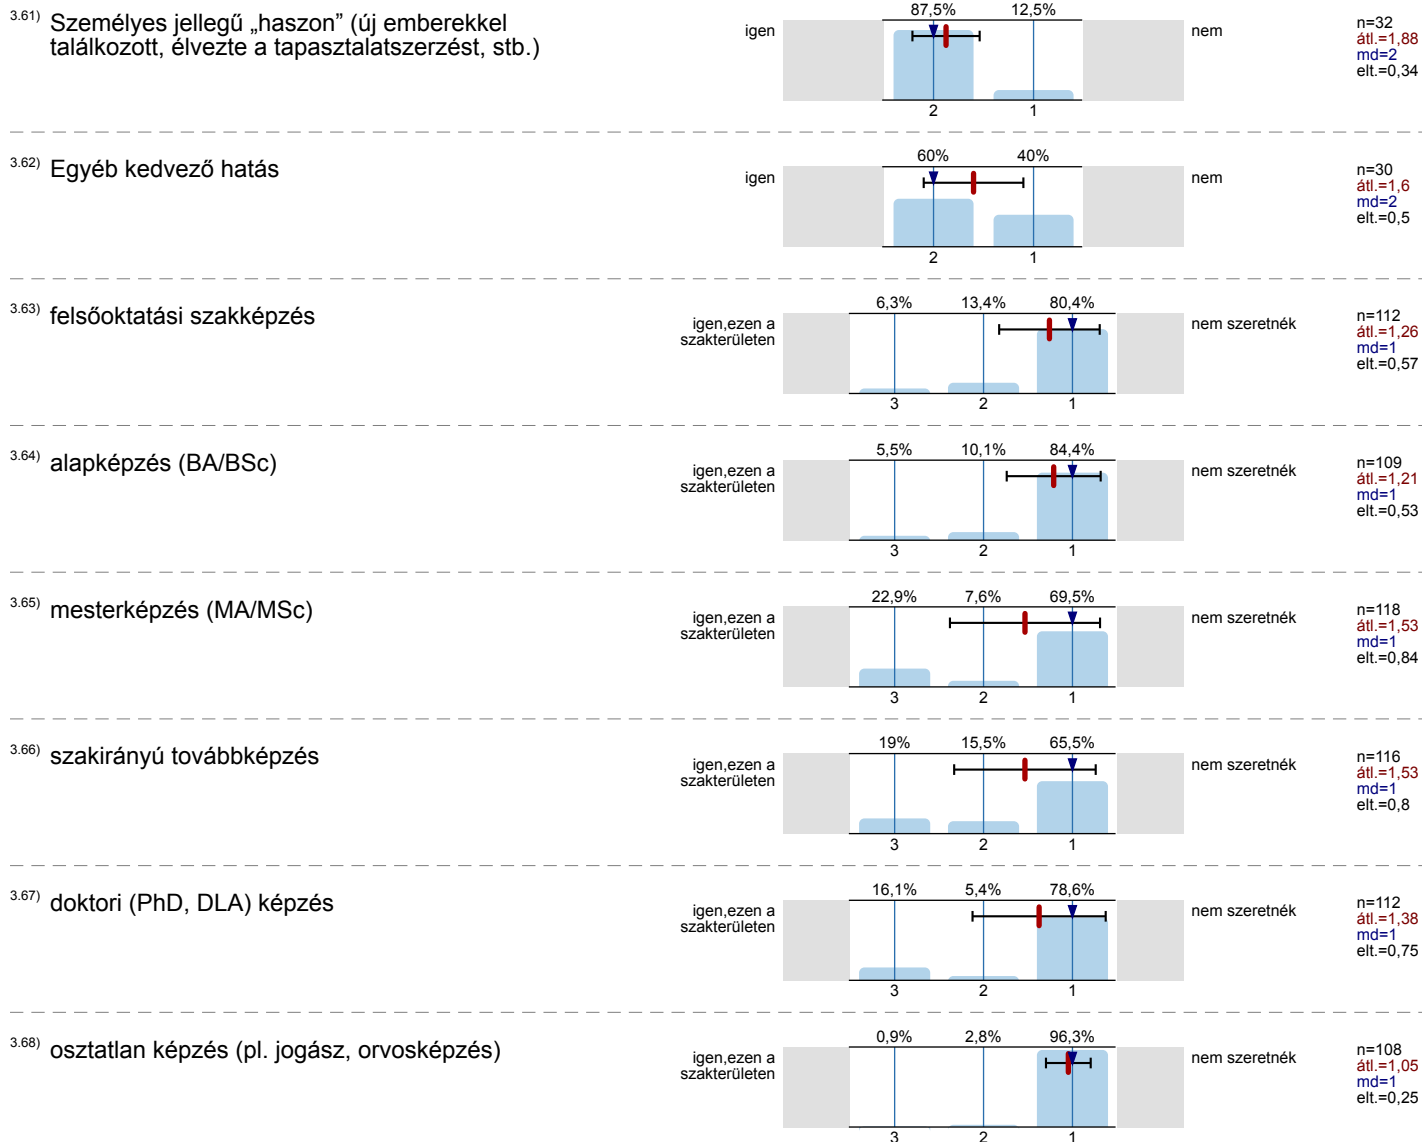 3.61) Személyes jellegű „haszon” (új emberekkel
találkozott, élvezte a tapasztalatszerzést, stb.)
igen
87,5% 12,5%
2 1
nem
n=32
átl.=1,88
md=2
elt.=0,34
3.62) Egyéb kedvező hatás
igen
60% 40%
2 1
nem
n=30
átl.=1,6
md=2
elt.=0,5
3.63) felsőoktatási szakképzés
igen,ezen a
szakterületen
6,3% 13,4% 80,4%
3 2 1
nem szeretnék
n=112
átl.=1,26
md=1
elt.=0,57
3.64) alapképzés (BA/BSc)
igen,ezen a
szakterületen
5,5% 10,1% 84,4%
3 2 1
nem szeretnék
n=109
átl.=1,21
md=1
elt.=0,53
3.65) mesterképzés (MA/MSc)
igen,ezen a
szakterületen
22,9% 7,6% 69,5%
3 2 1
nem szeretnék
n=118
átl.=1,53
md=1
elt.=0,84
3.66) szakirányú továbbképzés
igen,ezen a
szakterületen
19% 15,5% 65,5%
3 2 1
nem szeretnék
n=116
átl.=1,53
md=1
elt.=0,8
3.67) doktori (PhD, DLA) képzés
igen,ezen a
szakterületen
16,1% 5,4% 78,6%
3 2 1
nem szeretnék
n=112
átl.=1,38
md=1
elt.=0,75
3.68) osztatlan képzés (pl. jogász, orvosképzés)
igen,ezen a
szakterületen
0,9% 2,8% 96,3%
3 2 1
nem szeretnék
n=108
átl.=1,05
md=1
elt.=0,25